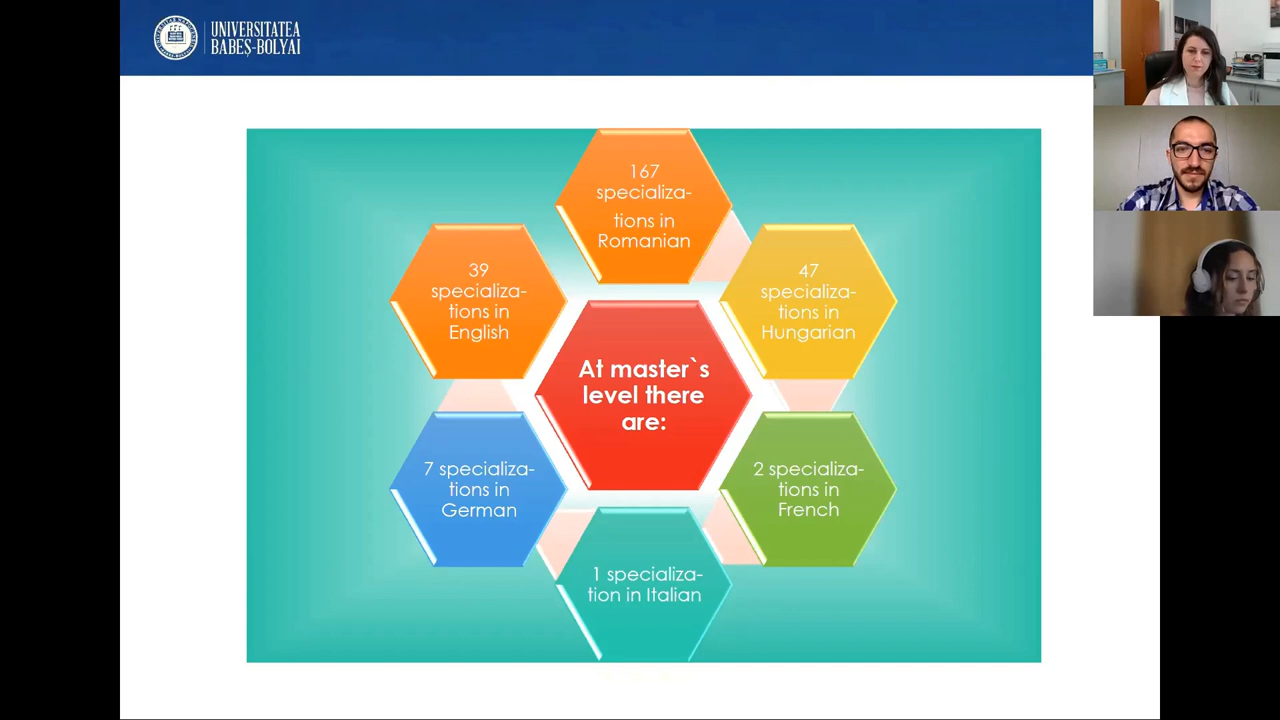 UNIVERSITATEA
BABEȘ-BOLYAI
167
specializa-
tions in
Romanian
39
specializa-
tions in
English
47
specializa-
tions in
Hungarian
At master`s
level there
are:
7 specializa-
tions in
German
2 specializa-
tions in
French
1 specializa-
tion in Italian